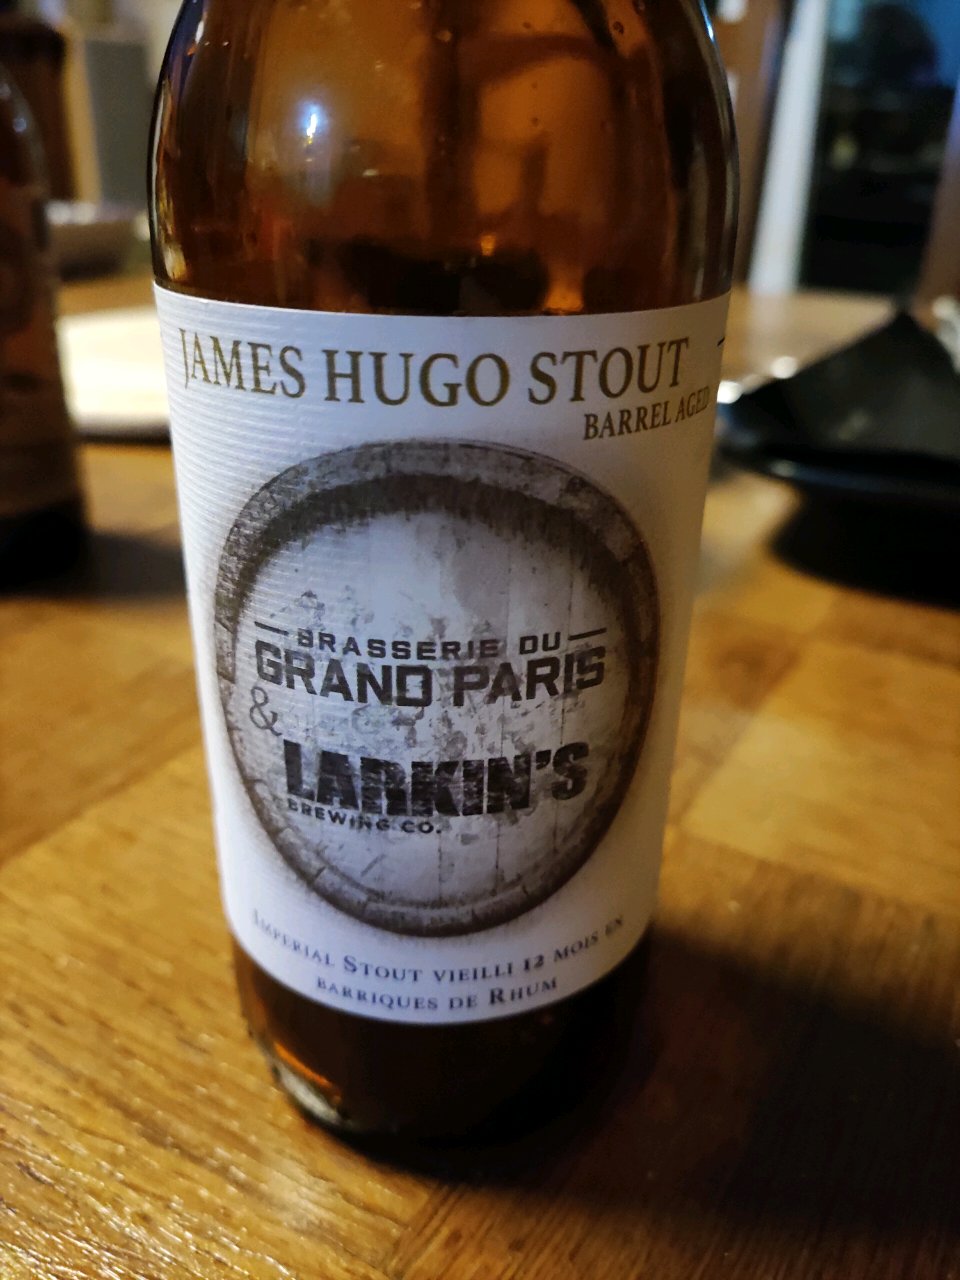 JAMES HUGO STOUT
BARREL AGED
BRASSERIE DU
GRAND PARIS
&
LARKIN'S
BREWING CO.
IMPERIAL STOUT VIEILLI 12 MOIS EN
BARRIQUES DE RHUM